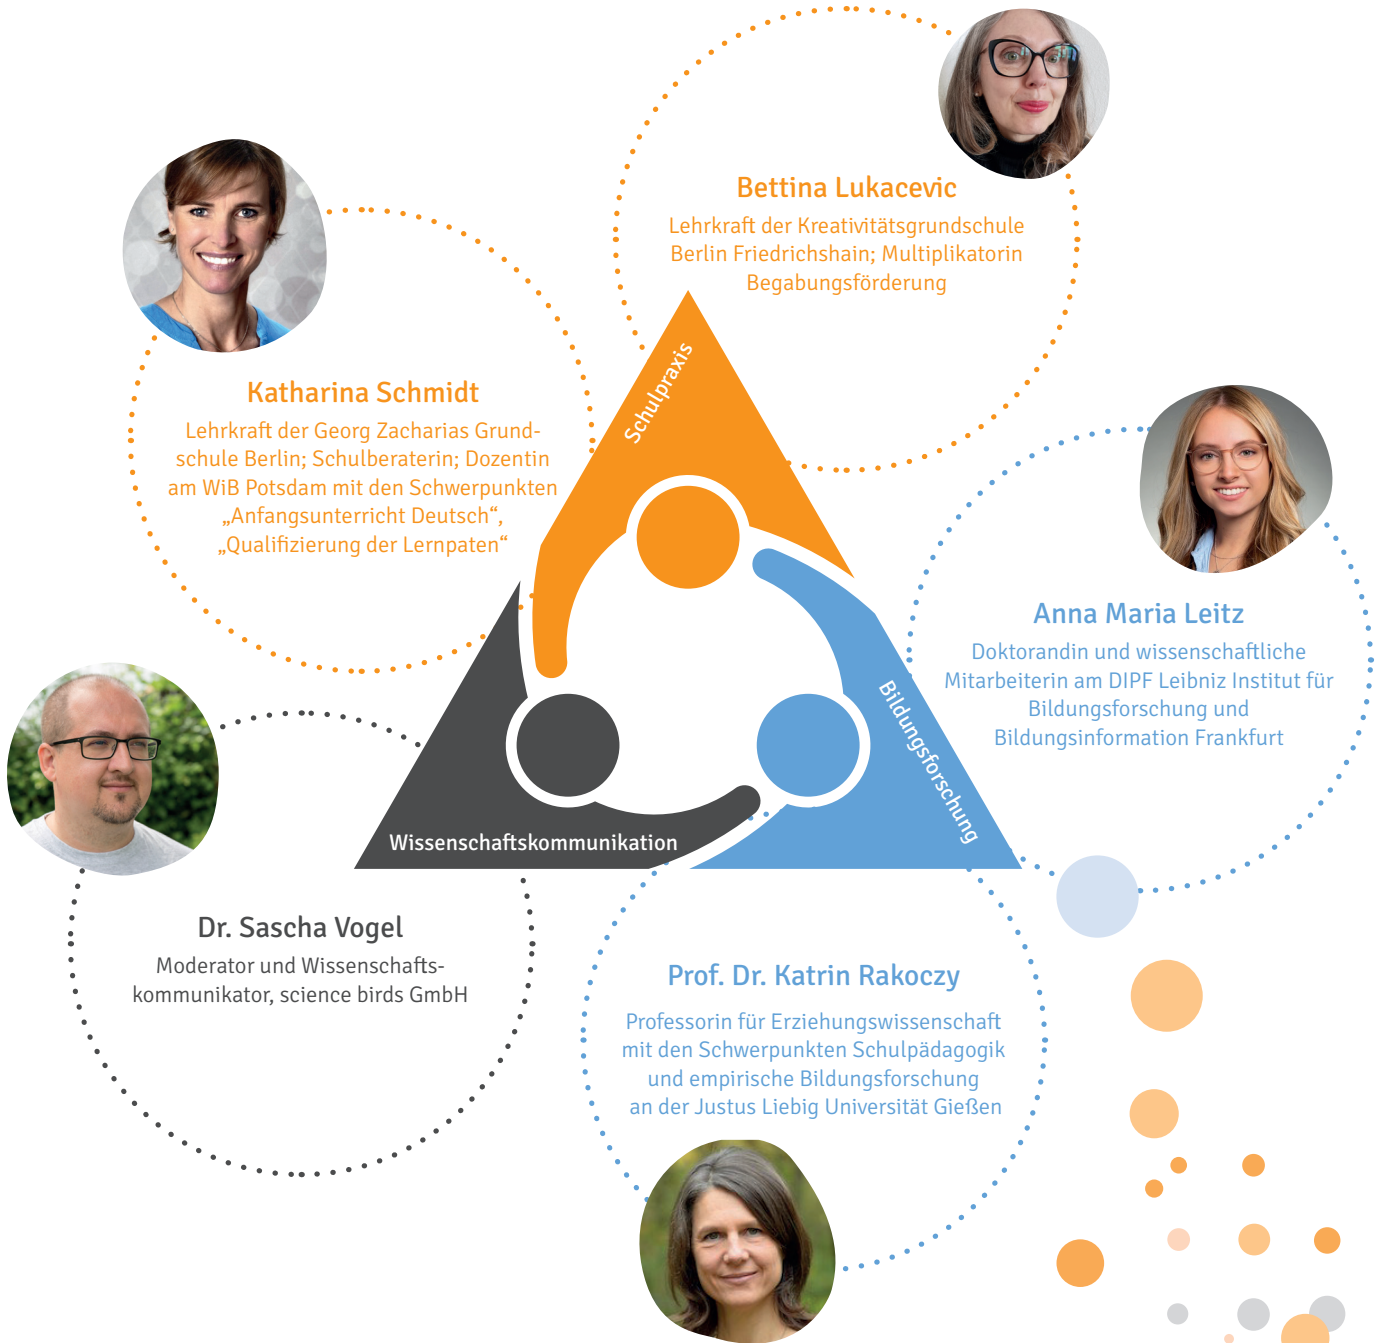 Bettina Lukacevic
Lehrkraft der Kreativitätsgrundschule
Berlin Friedrichshain; Multiplikatorin
Begabungsförderung
Katharina Schmidt
Lehrkraft der Georg Zacharias Grund-
schule Berlin; Schulberaterin; Dozentin
am WiB Potsdam mit den Schwerpunkten
„Anfangsunterricht Deutsch“,
„Qualifizierung der Lernpaten“
Schulpraxis
Anna Maria Leitz
Doktorandin und wissenschaftliche
Mitarbeiterin am DIPF Leibniz Institut für
Bildungsforschung und
Bildungsinformation Frankfurt
Bildungsforschung
Wissenschaftskommunikation
Dr. Sascha Vogel
Moderator und Wissenschafts-
kommunikator, science birds GmbH
Prof. Dr. Katrin Rakoczy
Professorin für Erziehungswissenschaft
mit den Schwerpunkten Schulpädagogik
und empirische Bildungsforschung
an der Justus Liebig Universität Gießen